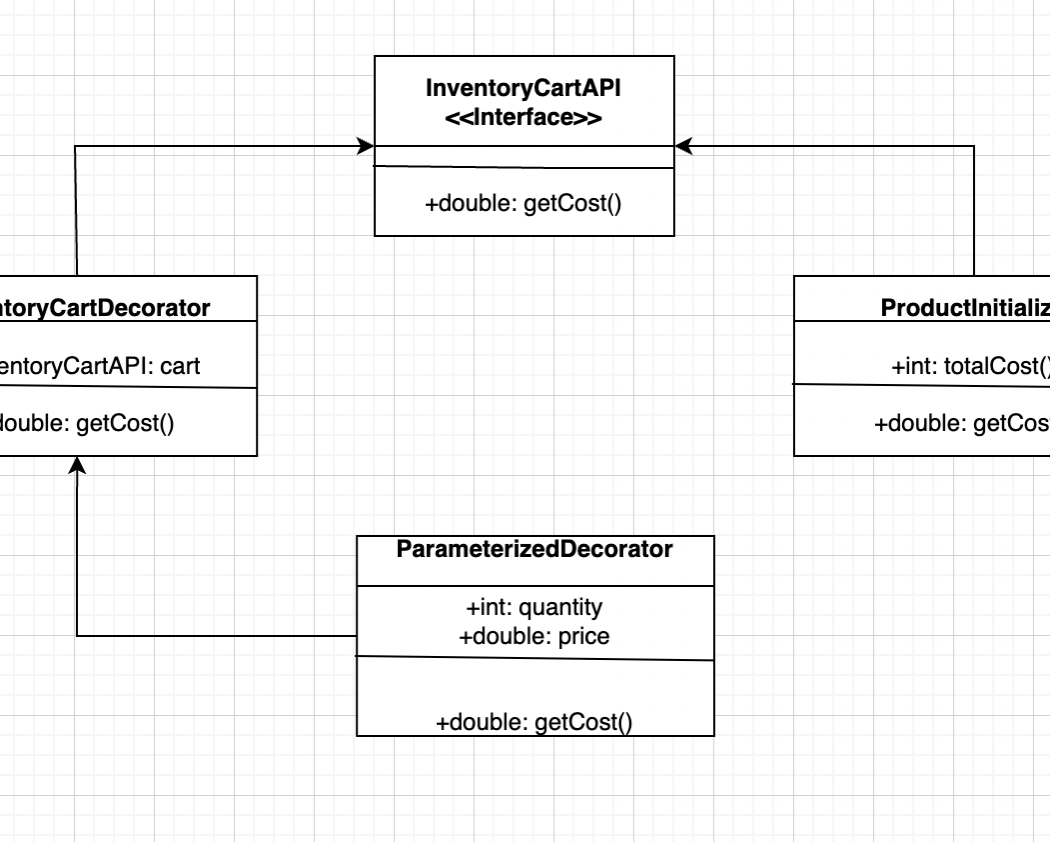 InventoryCartAPI
<<Interface>>
+double: getCost()
ntoryCartDecorator
entoryCartAPI: cart
double: getCost()
ProductInitializ
+int: totalCost()
+double: getCos
ParameterizedDecorator
+int: quantity
+double: price
+double: getCost()